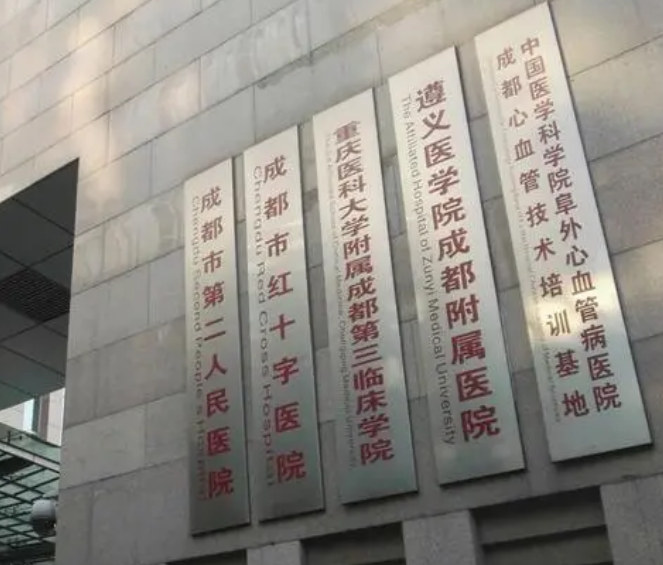 成都市第二人民医院
Chengdu Second People's Hospital
成都市红十字医院
Chengdu Red Cross Hospital
重庆医科大学附属成都第三临床学院
遵义医学院成都附属医院
The Affiliated Hospital of Zunyi Medical University
中国医学科学院阜外心血管病医院
成都心血管技术培训基地